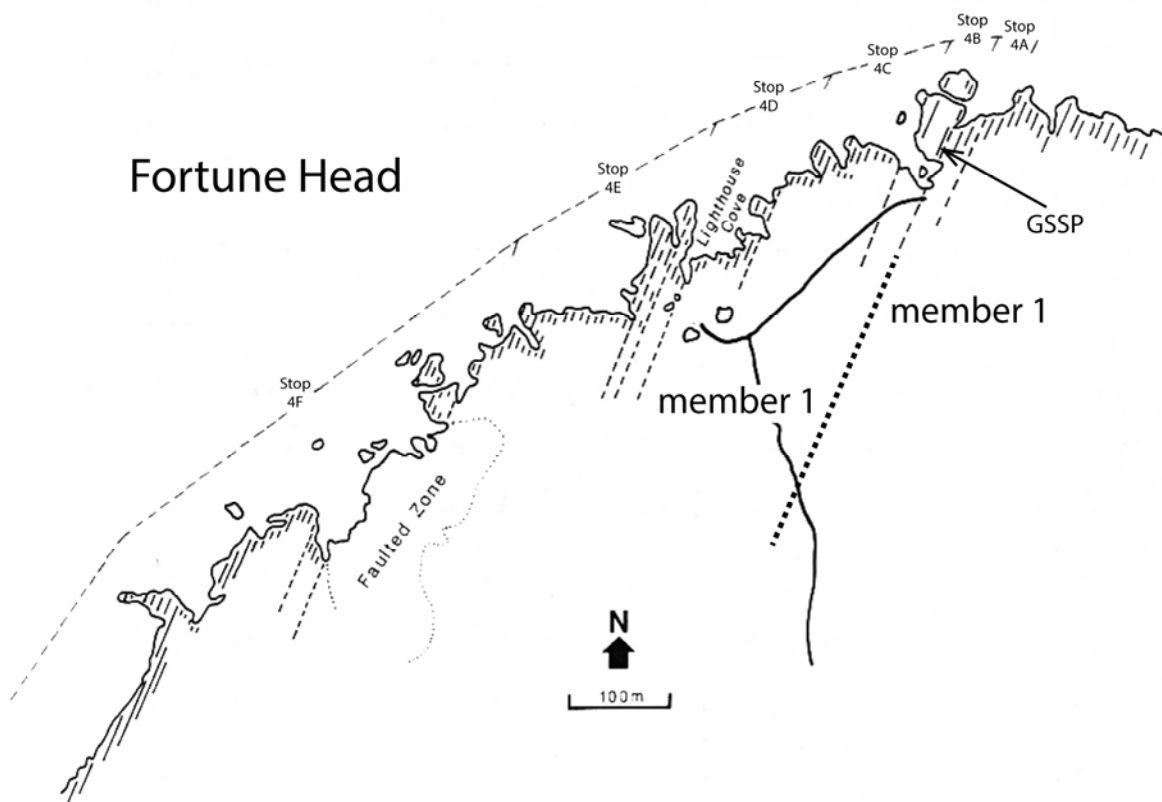 Stop
4B
Stop
4A
Stop
4C
Stop
4D
Fortune Head
Stop
4E
Lighthouse
Cove
GSSP
member 1
member 1
Stop
4F
Faulted Zone
N
100m